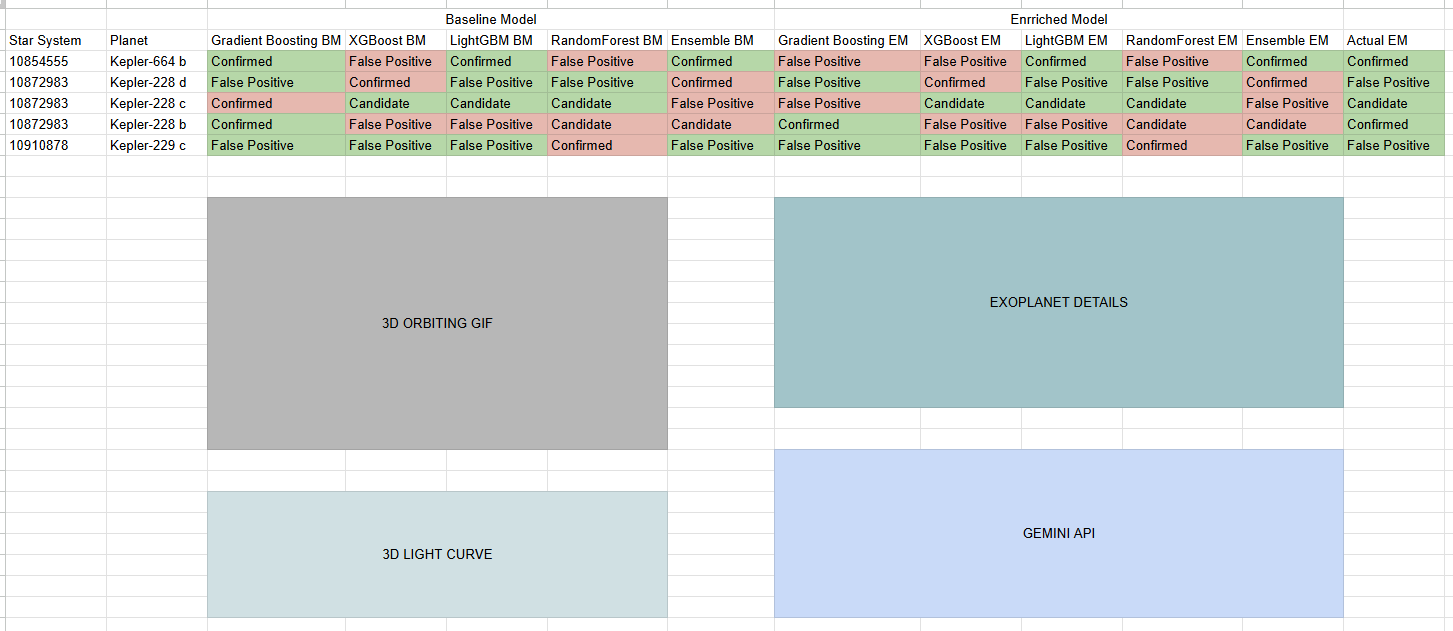 Baseline Model Enrriched Model
Star System Planet Gradient Boosting BM XGBoost BM LightGBM BM RandomForest BM Ensemble BM Gradient Boosting EM XGBoost EM LightGBM EM RandomForest EM Ensemble EM Actual EM
10854555 Kepler-664 b Confirmed False Positive Confirmed False Positive Confirmed False Positive False Positive Confirmed False Positive Confirmed Confirmed
10872983 Kepler-228 d False Positive Confirmed False Positive False Positive Confirmed False Positive Confirmed False Positive False Positive Confirmed False Positive
10872983 Kepler-228 c Confirmed Candidate Candidate Candidate False Positive False Positive Candidate Candidate Candidate False Positive Candidate
10872983 Kepler-228 b Confirmed False Positive False Positive Candidate Candidate Confirmed False Positive False Positive Candidate Candidate Confirmed
10910878 Kepler-229 c False Positive False Positive False Positive Confirmed False Positive False Positive False Positive False Positive Confirmed False Positive False Positive
EXOPLANET DETAILS
3D ORBITING GIF
GEMINI API
3D LIGHT CURVE